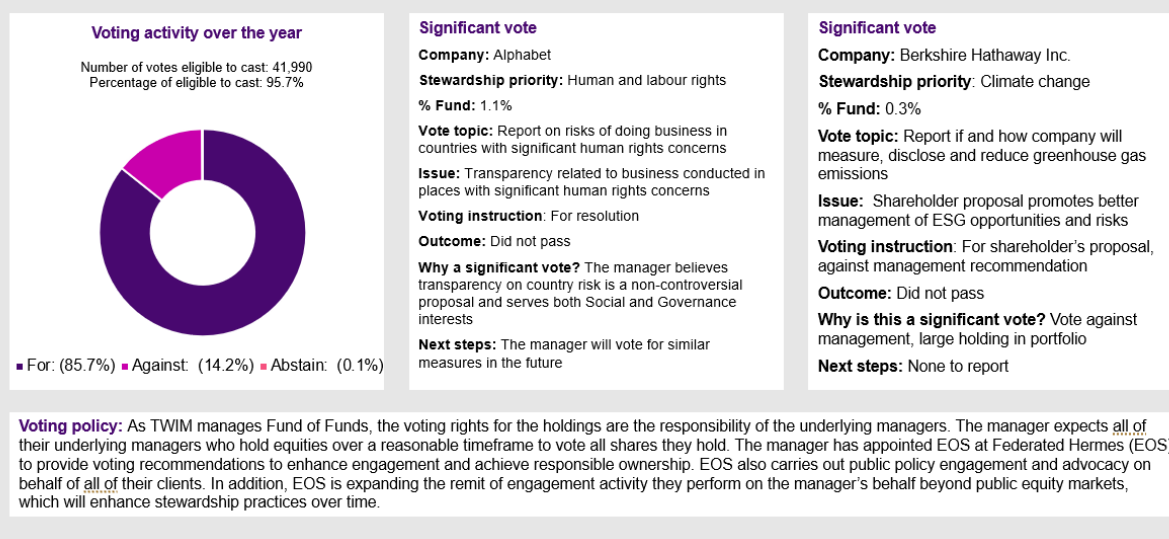 Voting activity over the year
Number of votes eligible to cast: 41,990
Percentage of eligible to cast: 95.7%
For: (85.7%) Against: (14.2%) Abstain: (0.1%)
Significant vote
Company: Alphabet
Stewardship priority: Human and labour rights
% Fund: 1.1%
Vote topic: Report on risks of doing business in
countries with significant human rights concerns
Issue: Transparency related to business conducted in
places with significant human rights concerns
Voting instruction: For resolution
Outcome: Did not pass
Why a significant vote? The manager believes
transparency on country risk is a non-controversial
proposal and serves both Social and Governance
interests
Next steps: The manager will vote for similar
measures in the future
Significant vote
Company: Berkshire Hathaway Inc.
Stewardship priority: Climate change
% Fund: 0.3%
Vote topic: Report if and how company will
measure, disclose and reduce greenhouse gas
emissions
Issue: Shareholder proposal promotes better
management of ESG opportunities and risks
Voting instruction: For shareholder's proposal,
against management recommendation
Outcome: Did not pass
Why is this a significant vote? Vote against
management, large holding in portfolio
Next steps: None to report
Voting policy: As TWIM manages Fund of Funds, the voting rights for the holdings are the responsibility of the underlying managers. The manager expects all of
their underlying managers who hold equities over a reasonable timeframe to vote all shares they hold. The manager has appointed EOS at Federated Hermes (EOS)
to provide voting recommendations to enhance engagement and achieve responsible ownership. EOS also carries out public policy engagement and advocacy on
behalf of all of their clients. In addition, EOS is expanding the remit of engagement activity they perform on the manager's behalf beyond public equity markets,
which will enhance stewardship practices over time.